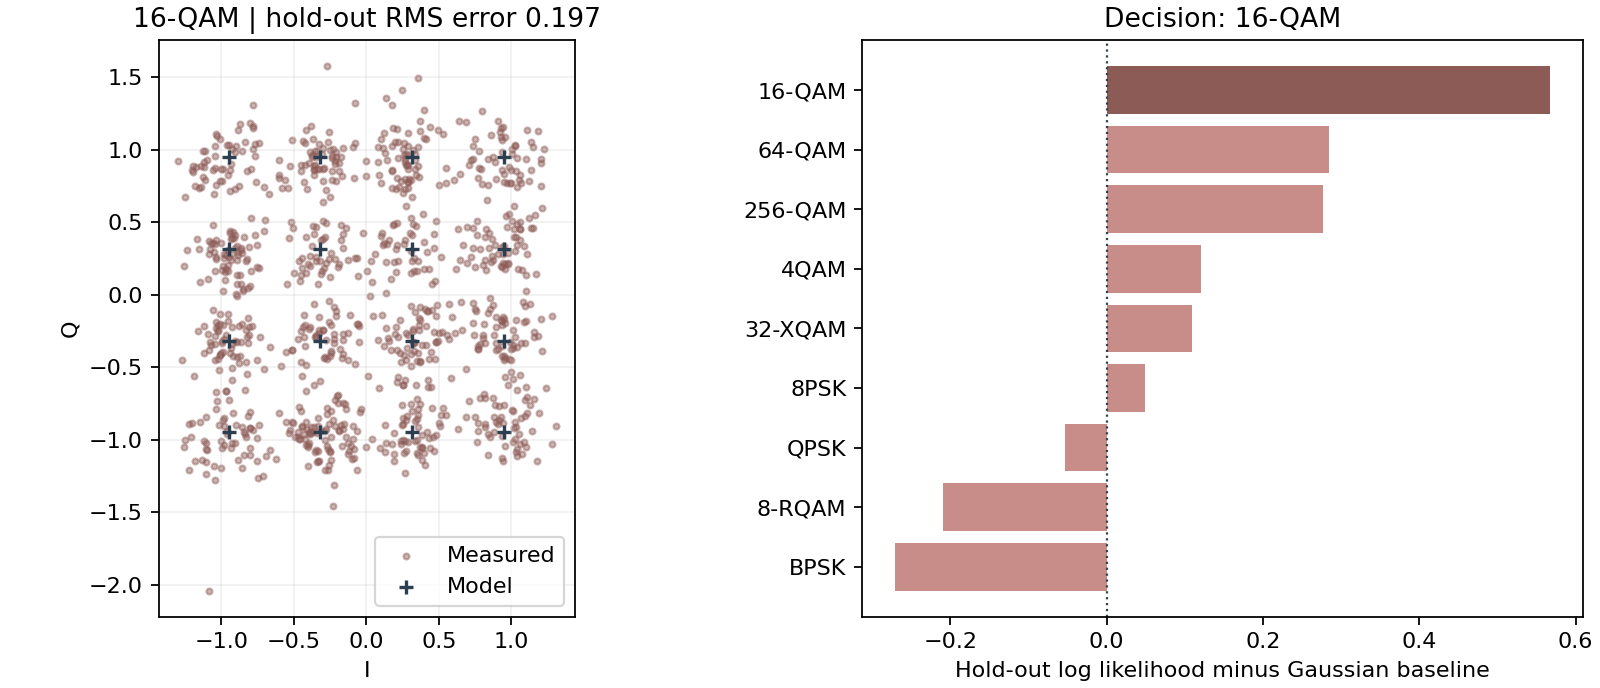 16-QAM | hold-out RMS error 0.197
1.5
1.0
0.5
0.0
−0.5
−1.0
−1.5
−2.0
Q
Measured
Model
−1.0 −0.5 0.0 0.5 1.0
I
Decision: 16-QAM
16-QAM
64-QAM
256-QAM
4QAM
32-XQAM
8PSK
QPSK
8-RQAM
BPSK
−0.2 0.0 0.2 0.4 0.6
Hold-out log likelihood minus Gaussian baseline